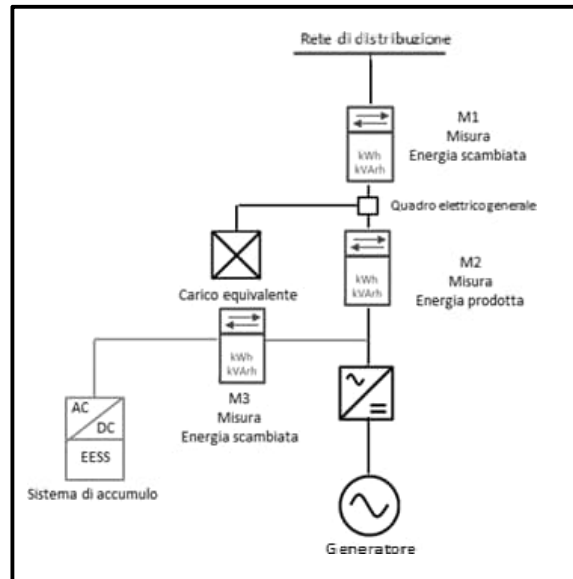 Rete di distribuzione
M1
Misura
Energia scambiata
kWh
kVArh
Quadro elettrico generale
M2
Misura
Energia prodotta
kWh
kVArh
Carico equivalente
kWh
kVArh
M3
Misura
Energia scambiata
AC
DC
EESS
Sistema di accumulo
Generatore